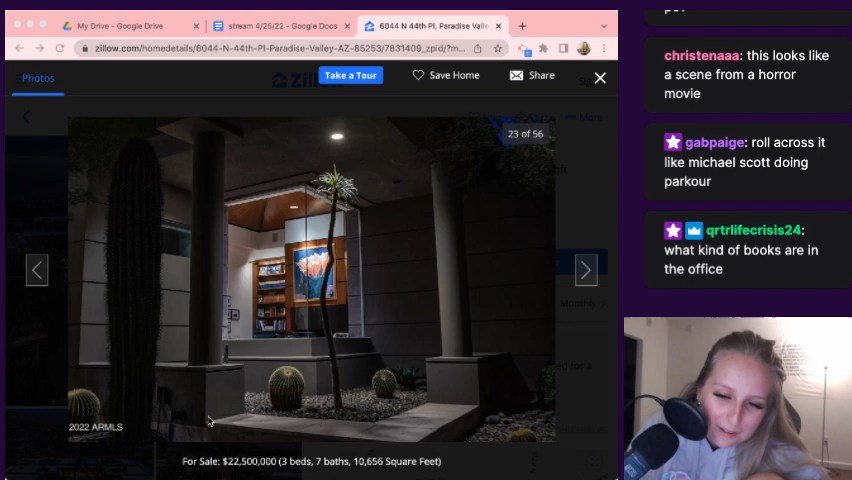 My Drive - Google Drive
stream 4/25/22 - Google Docs
6044 N 44th Pl, Paradise Valle
zillow.com/homedetails/6044-N-44th-Pl-Paradise-Valley-AZ-85253/7831409_zpid/?m...
Photos
Zillow
Take a Tour
Save Home
Share
23 of 56
2022 ARMLS
For Sale: $22,500,000 (3 beds, 7 baths, 10,656 Square Feet)
christenaaa: this looks like
a scene from a horror
movie
gabpaige: roll across it
like michael scott doing
parkour
qrtrlifecrisis24:
what kind of books are in
the office